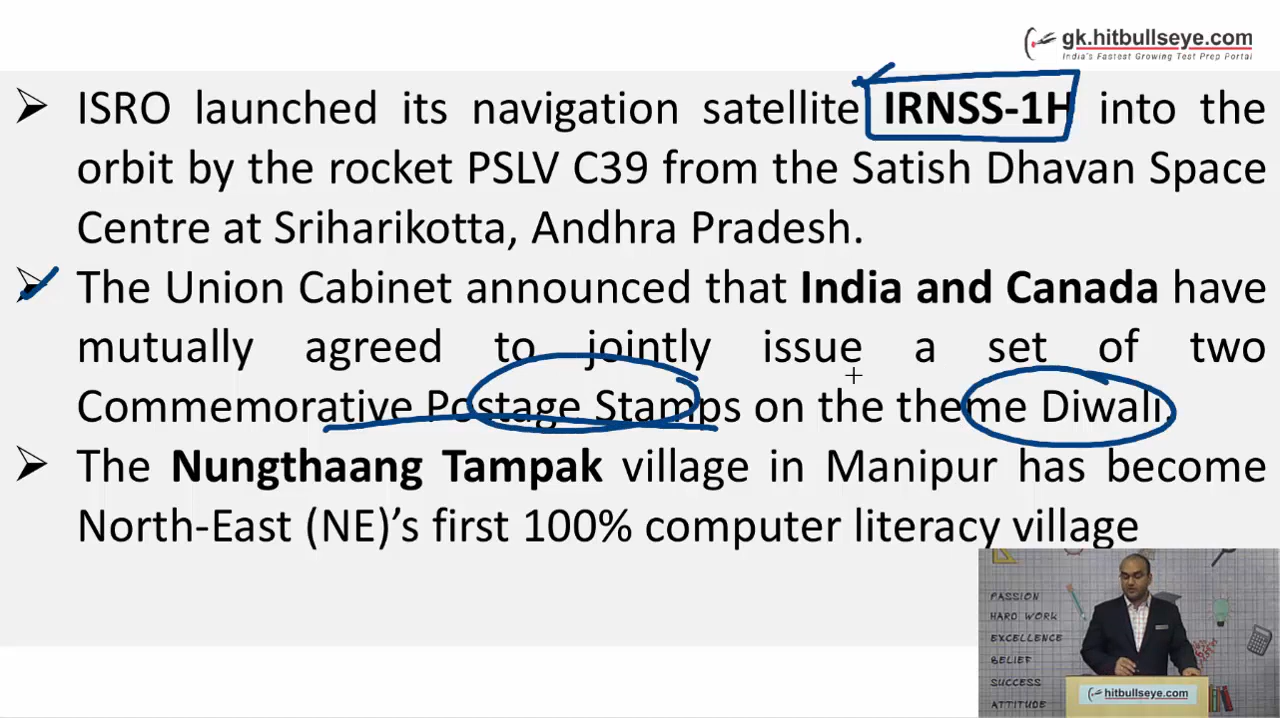 gk.hitbullseye.com
India's Fastest Growing Test Prep Portal
➢ ISRO launched its navigation satellite IRNSS-1H into the
orbit by the rocket PSLV C39 from the Satish Dhavan Space
Centre at Sriharikotta, Andhra Pradesh.
➢ The Union Cabinet announced that India and Canada have
mutually agreed to jointly issue a set of two
Commemorative Postage Stamps on the theme Diwali.
➢ The Nungthaang Tampak village in Manipur has become
North-East (NE)’s first 100% computer literacy village
PASSION
HARD WORK
EXCELLENCE
BELIEF
SUCCESS
ATTITUDE
hitbullseye.com